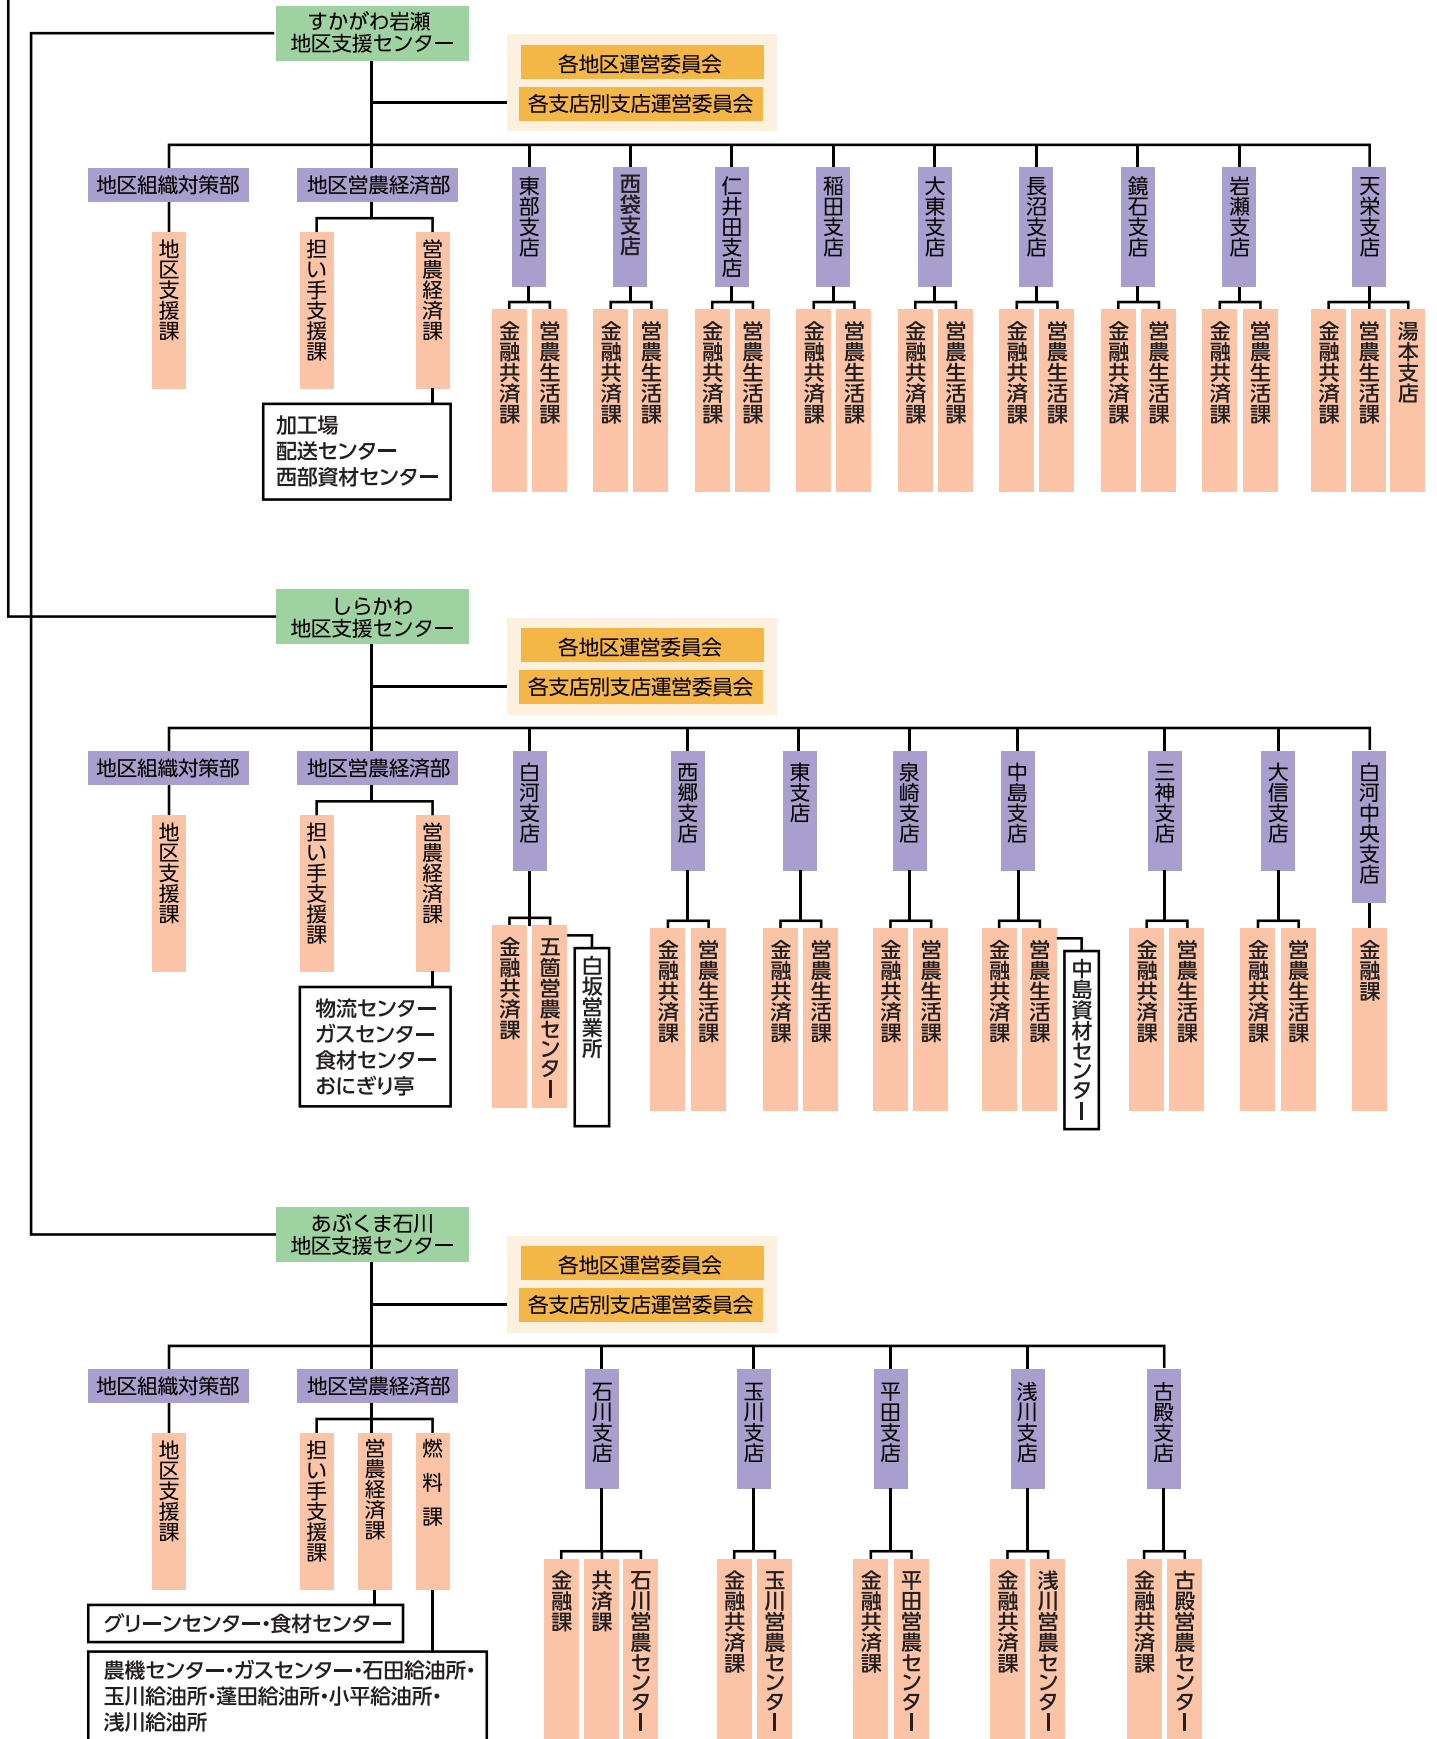 すかがわ岩瀬
地区支援センター
各地区運営委員会
各支店別支店運営委員会
地区組織対策部
地区営農経済部
東部支店
西袋支店
仁井田支店
稲田支店
大東支店
長沼支店
鏡石支店
岩瀬支店
天栄支店
地区支援課
担い手支援課
営農経済課
金融共済課
営農生活課
金融共済課
営農生活課
金融共済課
営農生活課
金融共済課
営農生活課
金融共済課
営農生活課
金融共済課
営農生活課
金融共済課
営農生活課
金融共済課
営農生活課
金融共済課
営農生活課
湯本支店
加工場
配送センター
西部資材センター
しらかわ
地区支援センター
各地区運営委員会
各支店別支店運営委員会
地区組織対策部
地区営農経済部
白河支店
西郷支店
東支店
泉崎支店
中島支店
三神支店
大信支店
白河中央支店
地区支援課
担い手支援課
営農経済課
金融共済課
五箇営農センター
白坂営業所
金融共済課
営農生活課
金融共済課
営農生活課
金融共済課
営農生活課
金融共済課
営農生活課
中島資材センター
金融共済課
営農生活課
金融共済課
営農生活課
金融課
物流センター
ガスセンター
食材センター
おにぎり亭
あぶくま石川
地区支援センター
各地区運営委員会
各支店別支店運営委員会
地区組織対策部
地区営農経済部
石川支店
玉川支店
平田支店
浅川支店
古殿支店
地区支援課
担い手支援課
営農経済課
燃料課
金融課
共済課
石川営農センター
金融共済課
玉川営農センター
金融共済課
平田営農センター
金融共済課
浅川営農センター
金融共済課
古殿営農センター
グリーンセンター・食材センター
農機センター・ガスセンター・石田給油所・
玉川給油所・蓬田給油所・小平給油所・
浅川給油所